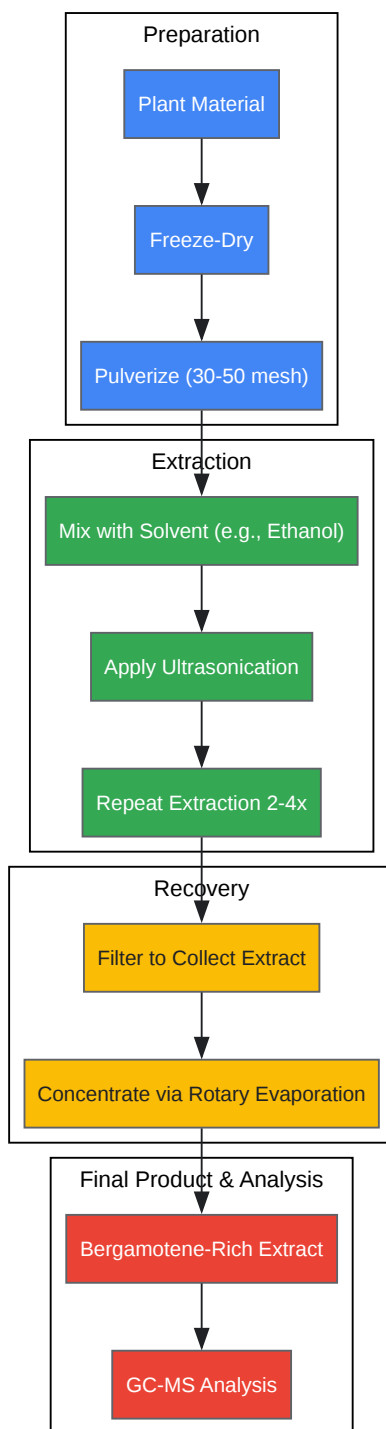 Preparation
Plant Material
Freeze-Dry
Pulverize (30-50 mesh)
Extraction
Mix with Solvent (e.g., Ethanol)
Apply Ultrasonication
Repeat Extraction 2-4x
Recovery
Filter to Collect Extract
Concentrate via Rotary Evaporation
Final Product & Analysis
Bergamotene-Rich Extract
GC-MS Analysis